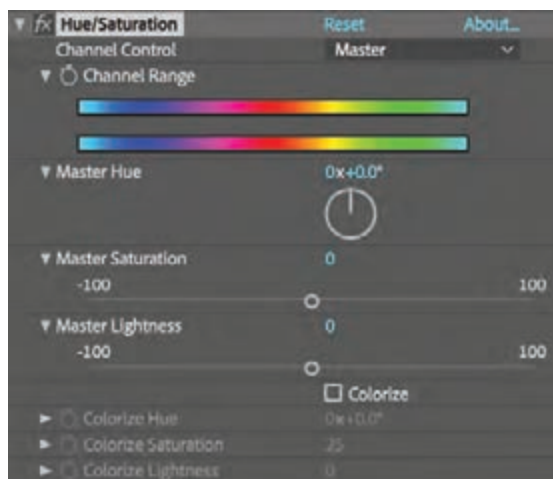 fx Hue/Saturation Reset About...
Channel Control Master
Channel Range
Master Hue 0x+0.0°
Master Saturation 0
-100 100
Master Lightness 0
-100 100
Colorize
Colorize Hue 0x+0.0°
Colorize Saturation 25
Colorize Lightness 0